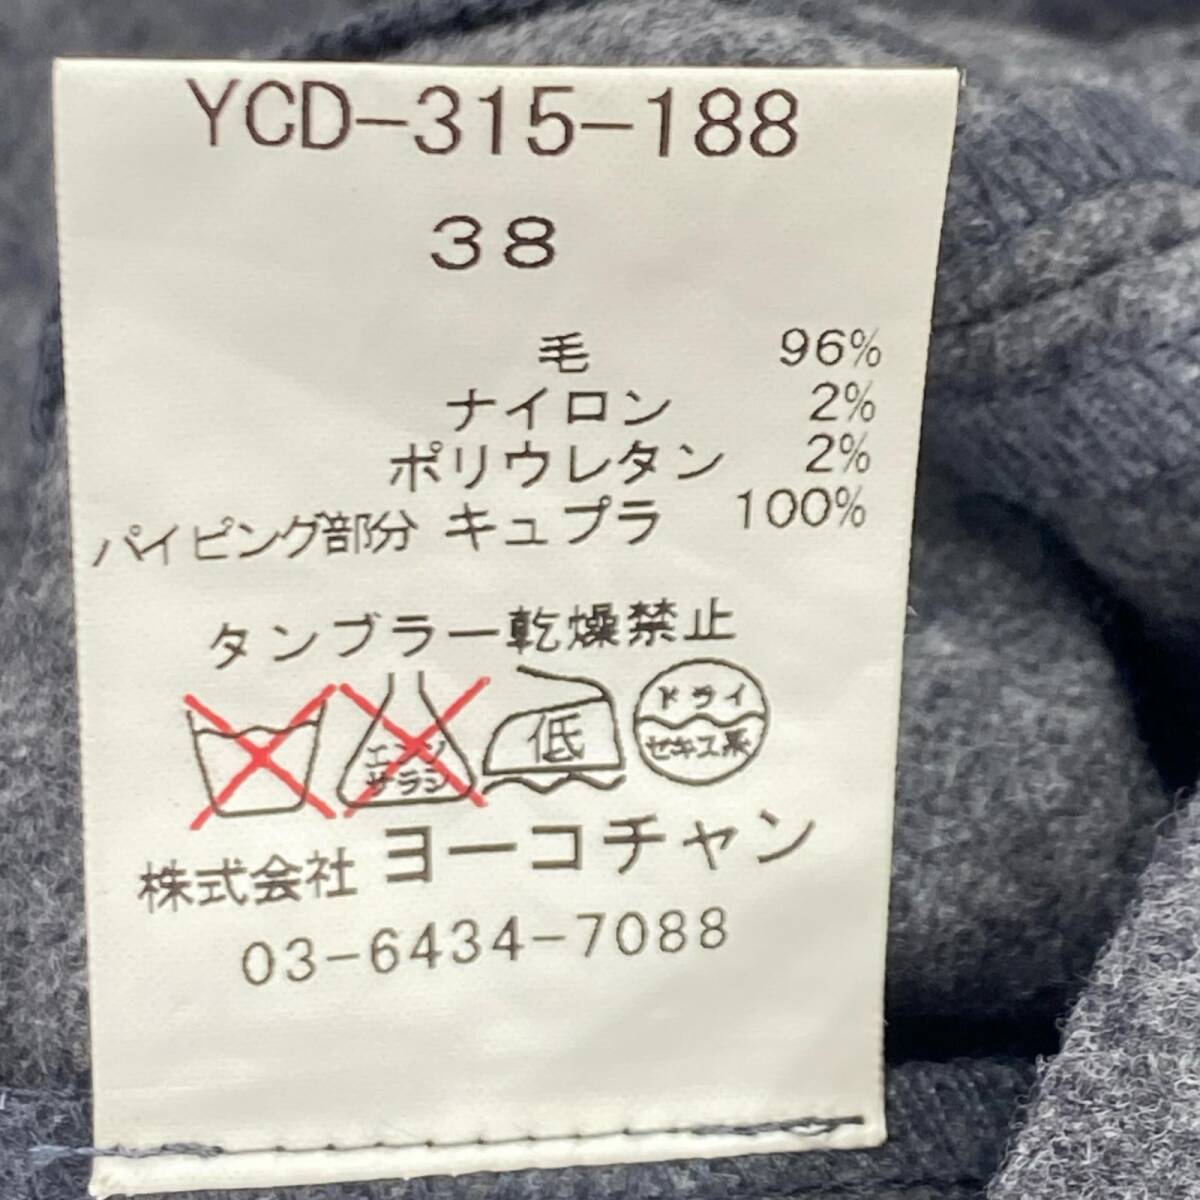 YCD-315-188
38
毛 96%
ナイロン 2%
ポリウレタン 2%
パイピング部分 キュプラ 100%
タンブラー乾燥禁止
エンソサラシ
低
ドライ
セキユ系
株式会社 ヨーコチャン
03-6434-7088